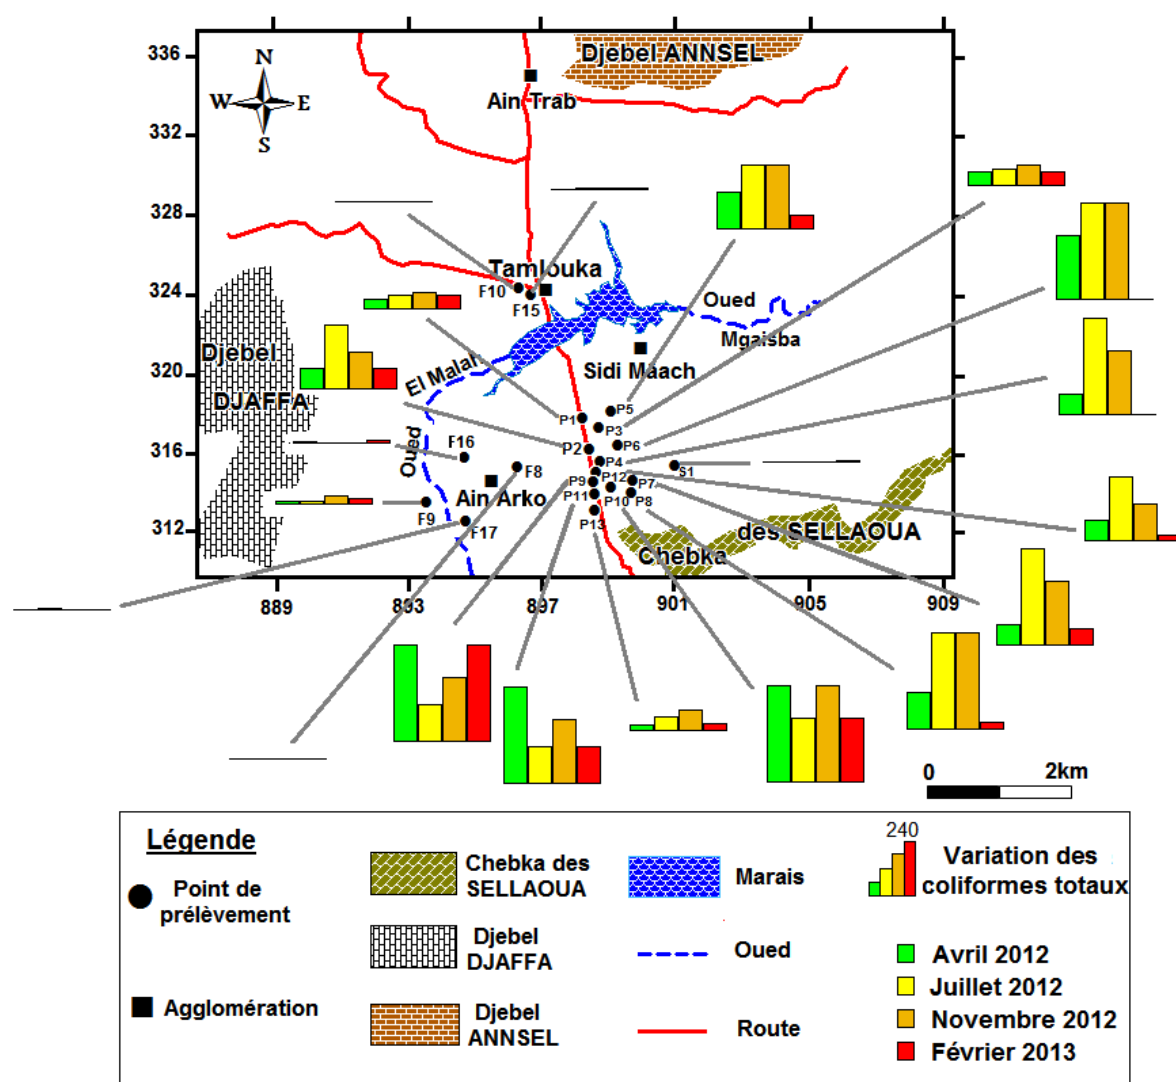 336
332
328
324
320
316
312
889
893
897
901
905
909
N
W
E
S
Djebel ANNSEL
Ain Trab
Tamlouka
F10
F15
Oued
Mgaisba
Sidi Maach
El Malah
Oued
Djebel
DJAFFA
P1
P5
P3
P2
P6
P4
S1
P12
P9
P7
P11
P10
P8
P13
F16
F8
Ain Arko
F9
F17
Chebka
des SELLAOUA
0
2km
Légende
Point de
prélèvement
Agglomération
Chebka des
SELLAOUA
Djebel
DJAFFA
Djebel
ANNSEL
Marais
Oued
Route
240
Variation des
coliformes totaux
Avril 2012
Juillet 2012
Novembre 2012
Février 2013